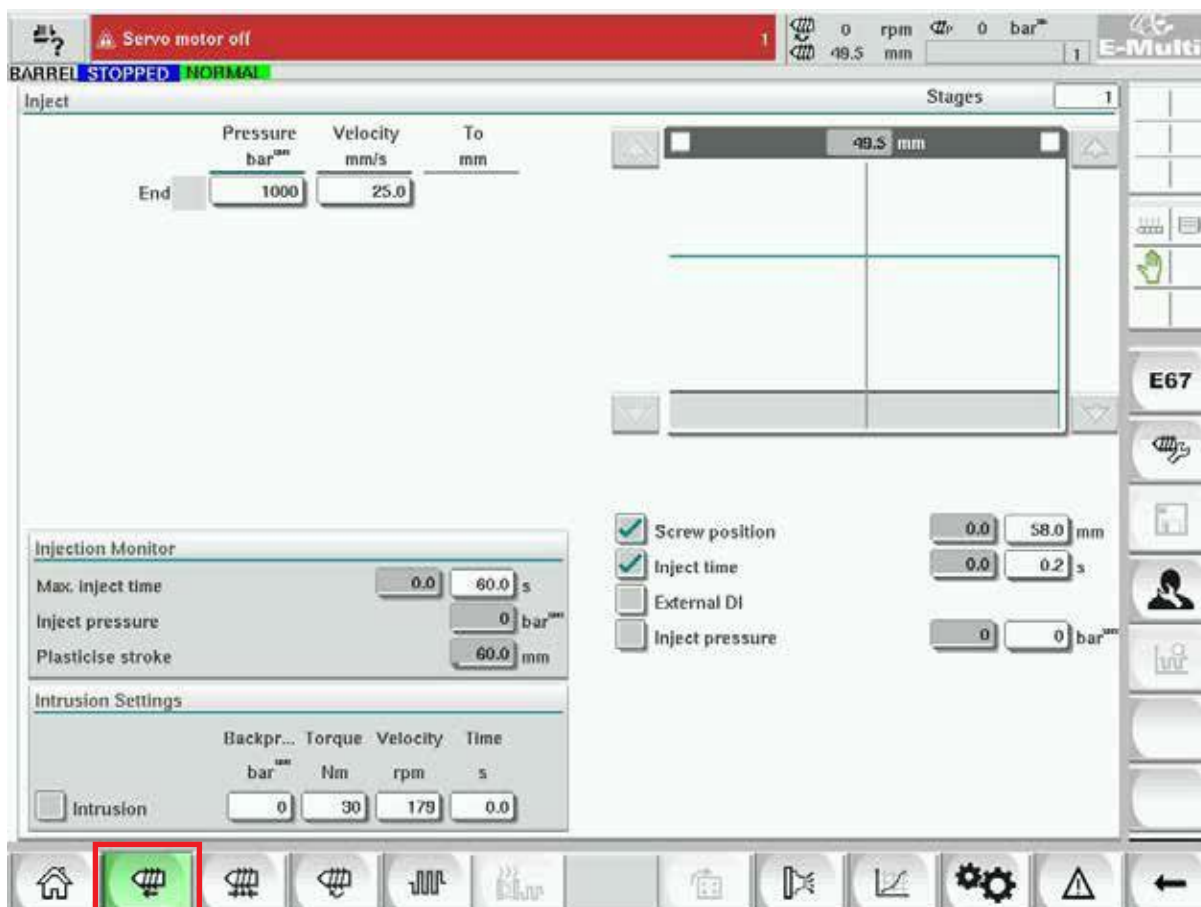 Servo motor off 1
0 rpm 0 bar
49.5 mm 1
E-Multi
BARREL STOPPED NORMAL
Inject Stages 1
Pressure Velocity To
bar mm/s mm
End 1000 25.0
49.5 mm
E67
Screw position 0.0 58.0 mm
Inject time 0.0 0.2 s
External DI
Inject pressure 0 0 bar
Injection Monitor
Max. inject time 0.0 60.0 s
Inject pressure 0 bar
Plasticise stroke 60.0 mm
Intrusion Settings
Backpr... Torque Velocity Time
bar Nm rpm s
Intrusion 0 30 179 0.0